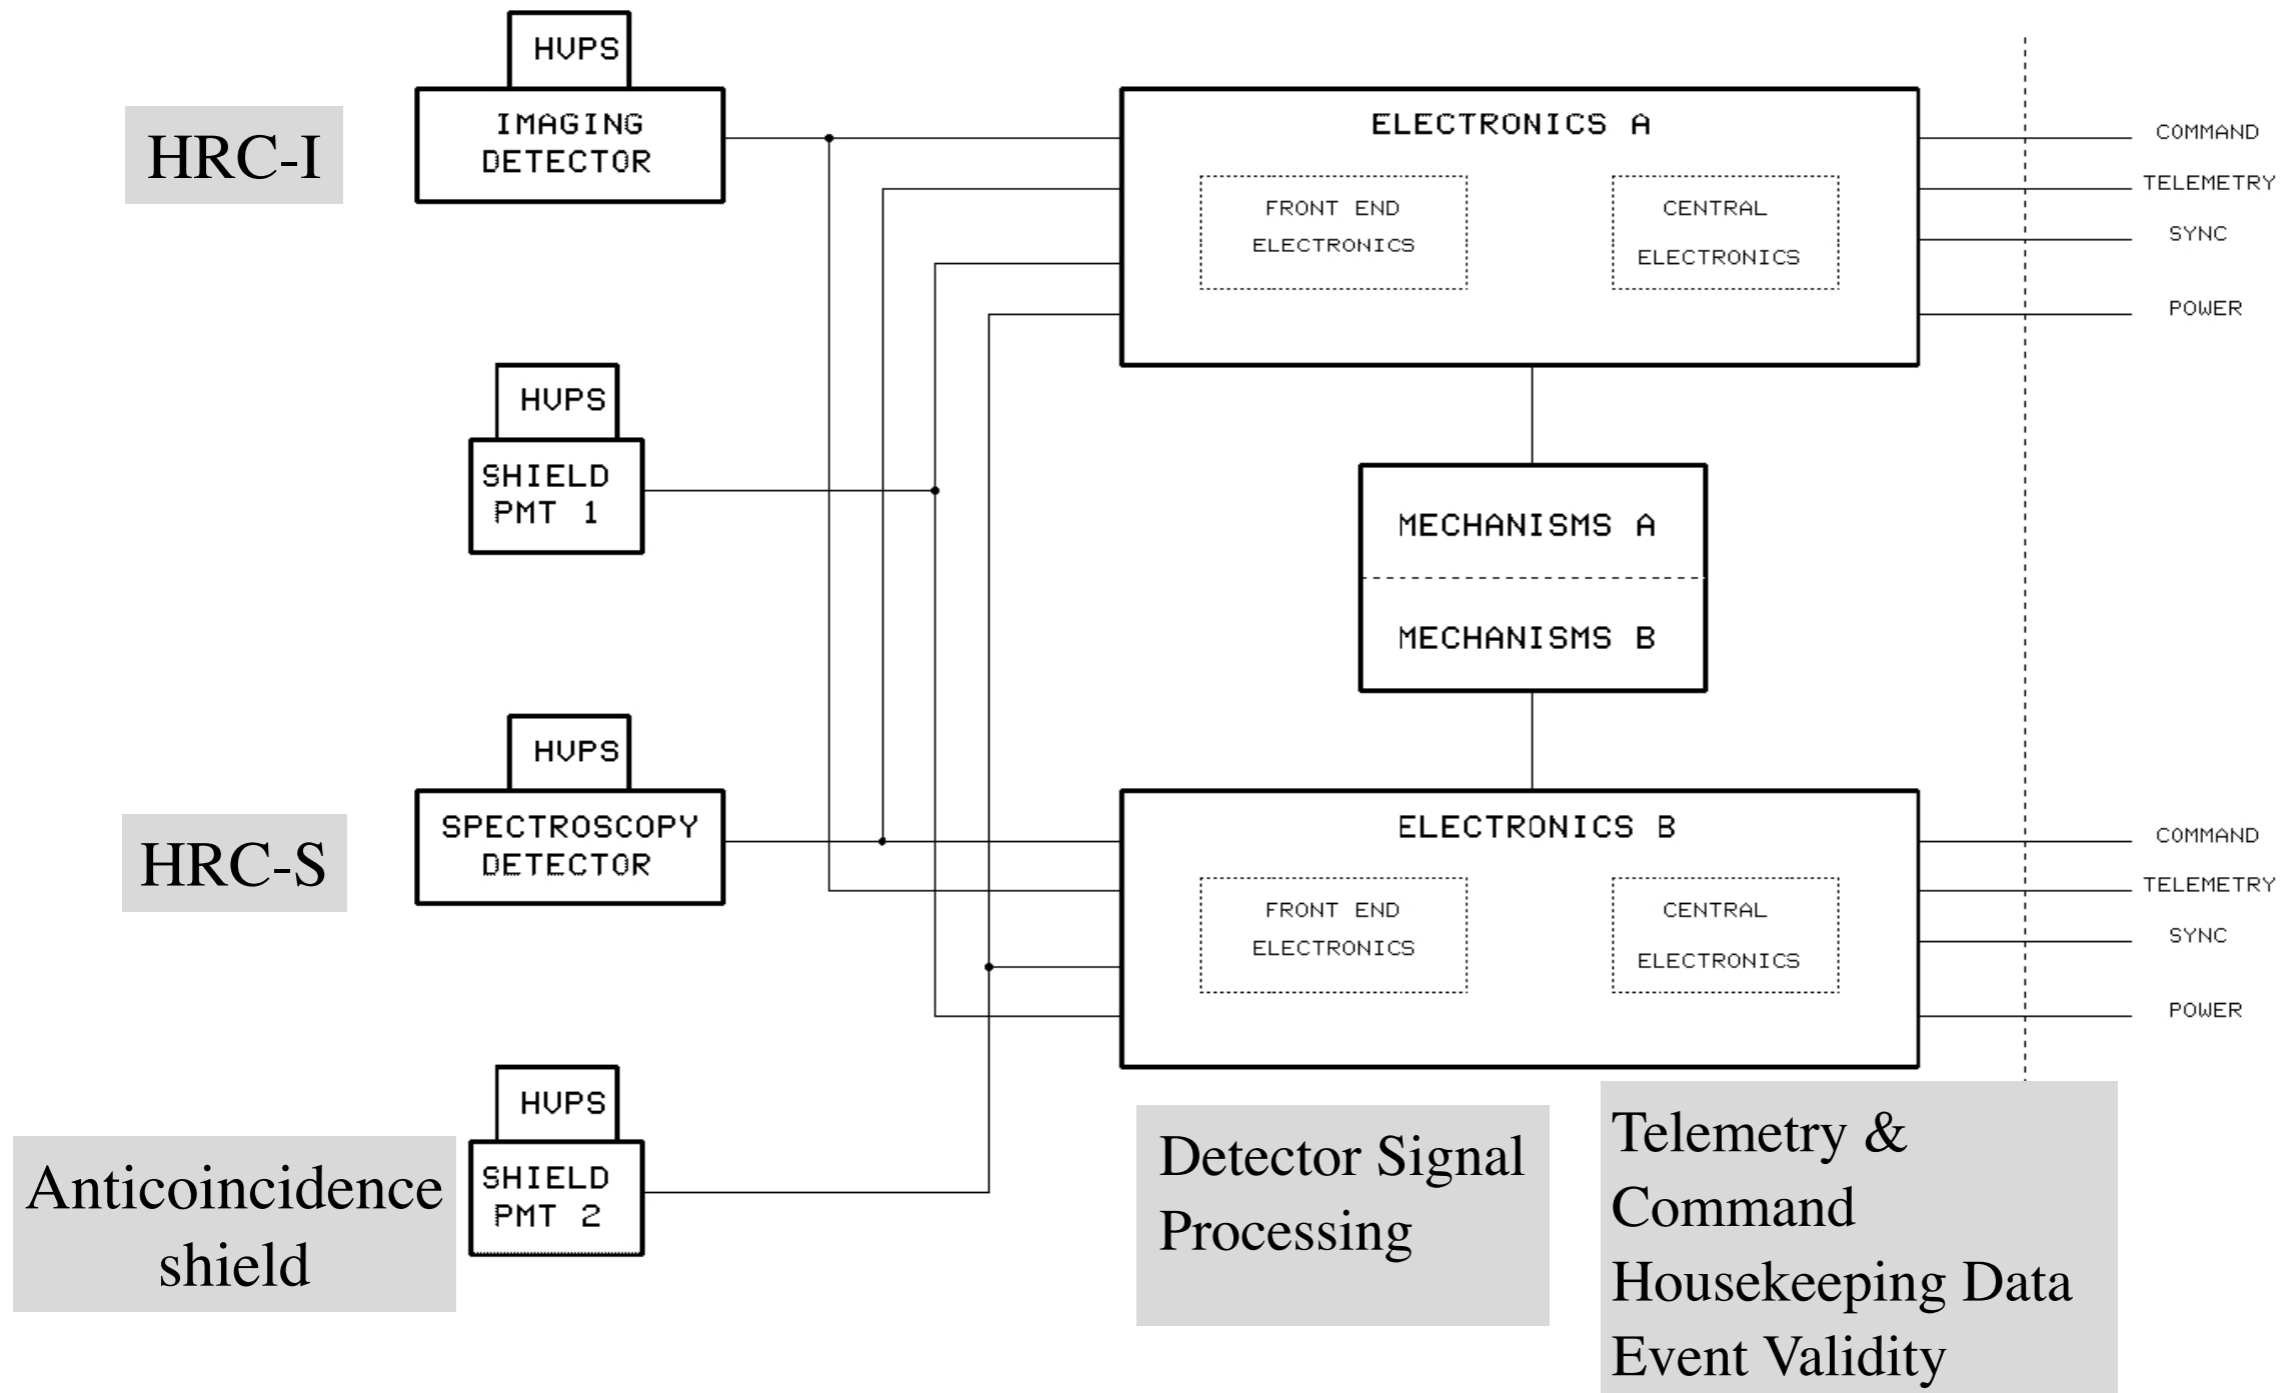 HVPS
IMAGING
DETECTOR
HRC-I
ELECTRONICS A
FRONT END
ELECTRONICS
CENTRAL
ELECTRONICS
COMMAND
TELEMETRY
SYNC
POWER
HVPS
SHIELD
PMT 1
MECHANISMS A
MECHANISMS B
HVPS
SPECTROSCOPY
DETECTOR
HRC-S
ELECTRONICS B
FRONT END
ELECTRONICS
CENTRAL
ELECTRONICS
COMMAND
TELEMETRY
SYNC
POWER
HVPS
SHIELD
PMT 2
Anticoincidence
shield
Detector Signal
Processing
Telemetry &
Command
Housekeeping Data
Event Validity